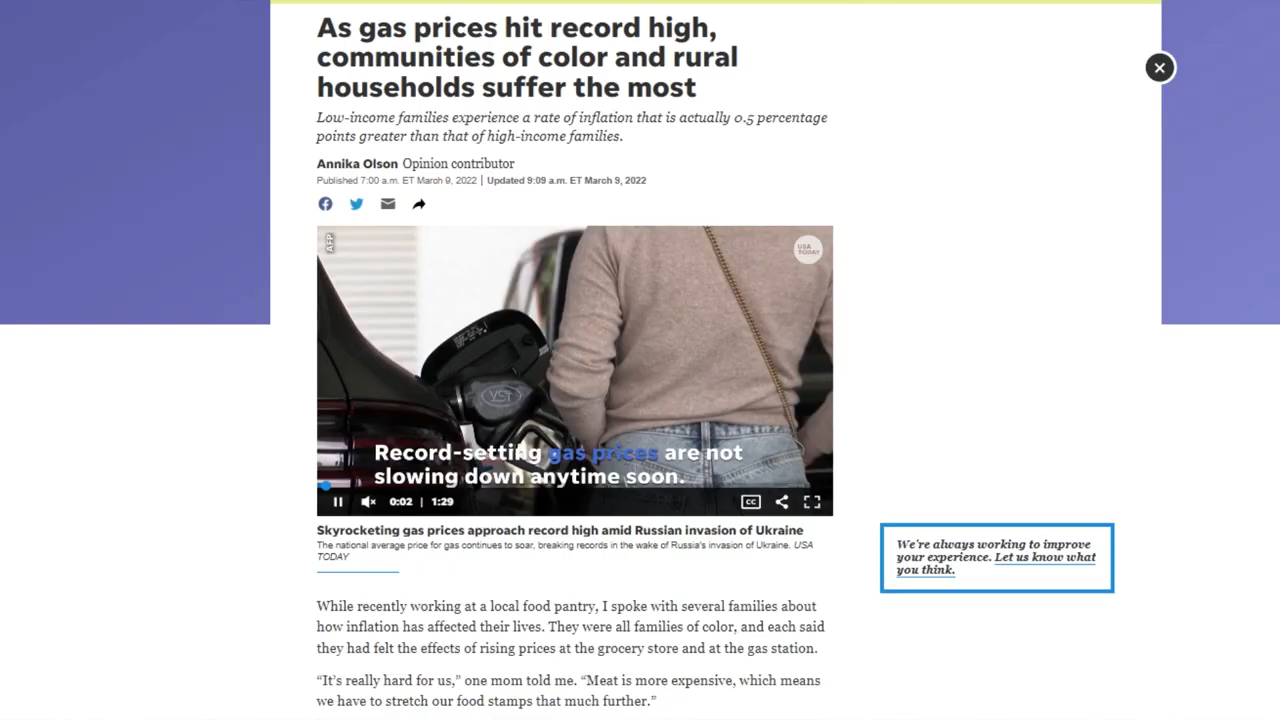 As gas prices hit record high,
communities of color and rural
households suffer the most
Low-income families experience a rate of inflation that is actually 0.5 percentage
points greater than that of high-income families.
Annika Olson Opinion contributor
Published 7:00 a.m. ET March 9, 2022 | Updated 9:09 a.m. ET March 9, 2022
AFP
USA
TODAY
VST
Record-setting gas prices are not
slowing down anytime soon.
0:02 | 1:29
CC
Skyrocketing gas prices approach record high amid Russian invasion of Ukraine
The national average price for gas continues to soar, breaking records in the wake of Russia's invasion of Ukraine. USA
TODAY
We're always working to improve
your experience. Let us know what
you think.
While recently working at a local food pantry, I spoke with several families about
how inflation has affected their lives. They were all families of color, and each said
they had felt the effects of rising prices at the grocery store and at the gas station.
“It’s really hard for us,” one mom told me. “Meat is more expensive, which means
we have to stretch our food stamps that much further.”